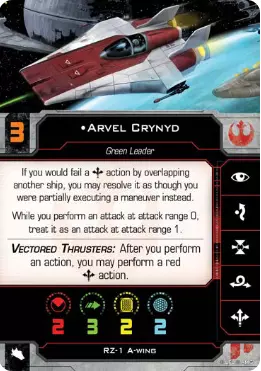 3
•Arvel Crynyd
Green Leader
If you would fail a action by overlapping
another ship, you may resolve it as though you
were partially executing a maneuver instead.
While you perform an attack at attack range 0,
treat it as an attack at attack range 1.
Vectored Thrusters: After you perform
an action, you may perform a red
action.
2 3 2 2
RZ-1 A-wing